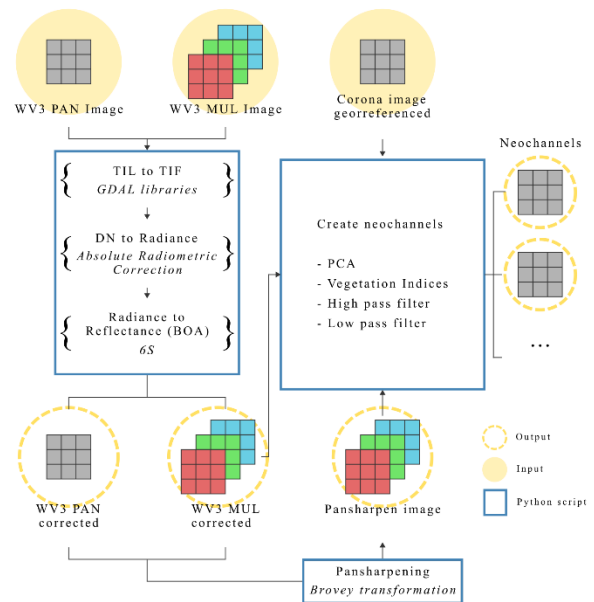 WV3 PAN Image
WV3 MUL Image
Corona image
georreferenced
Neochannels
TIL to TIF
GDAL libraries
DN to Radiance
Absolute Radiometric
Correction
Radiance to
Reflectance (BOA)
6S
Create neochannels
- PCA
- Vegetation Indices
- High pass filter
- Low pass filter
...
WV3 PAN
corrected
WV3 MUL
corrected
Pansharpen image
Output
Input
Python script
Pansharpening
Brovey transformation